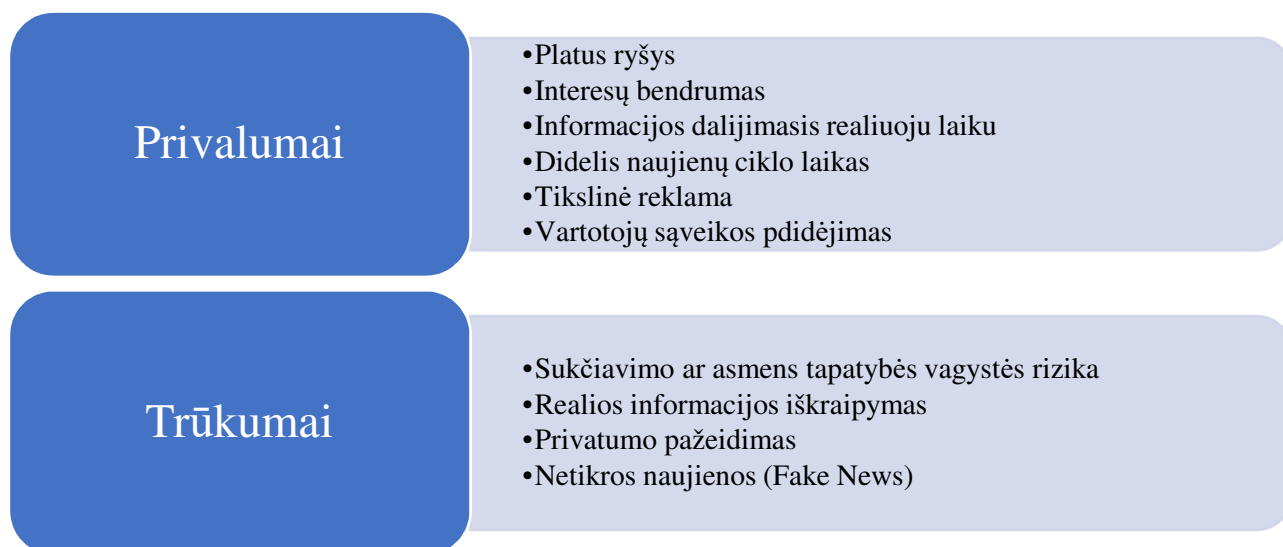 Privalumai
•Platus ryšys
•Interesų bendrumas
•Informacijos dalijimasis realiuoju laiku
•Didelis naujienų ciklo laikas
•Tikslinė reklama
•Vartotojų sąveikos pdidėjimas
Trūkumai
•Sukčiavimo ar asmens tapatybės vagystės rizika
•Realios informacijos iškraipymas
•Privatumo pažeidimas
•Netikros naujienos (Fake News)